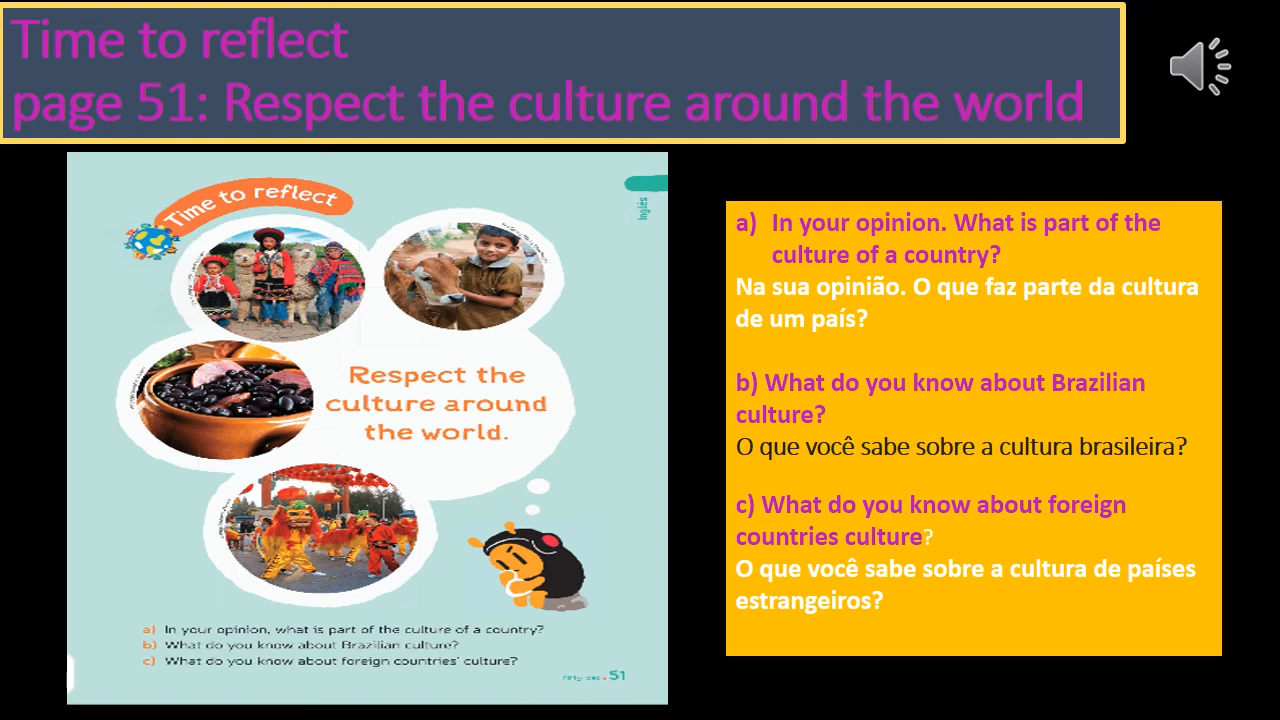 Time to reflect
page 51: Respect the culture around the world
Time to reflect
Inglês
Respect the
culture around
the world.
a) In your opinion, what is part of the culture of a country?
b) What do you know about Brazilian culture?
c) What do you know about foreign countries' culture?
fifty-one • 51
a) In your opinion. What is part of the
culture of a country?
Na sua opinião. O que faz parte da cultura
de um país?
b) What do you know about Brazilian
culture?
O que você sabe sobre a cultura brasileira?
c) What do you know about foreign
countries culture?
O que você sabe sobre a cultura de países
estrangeiros?